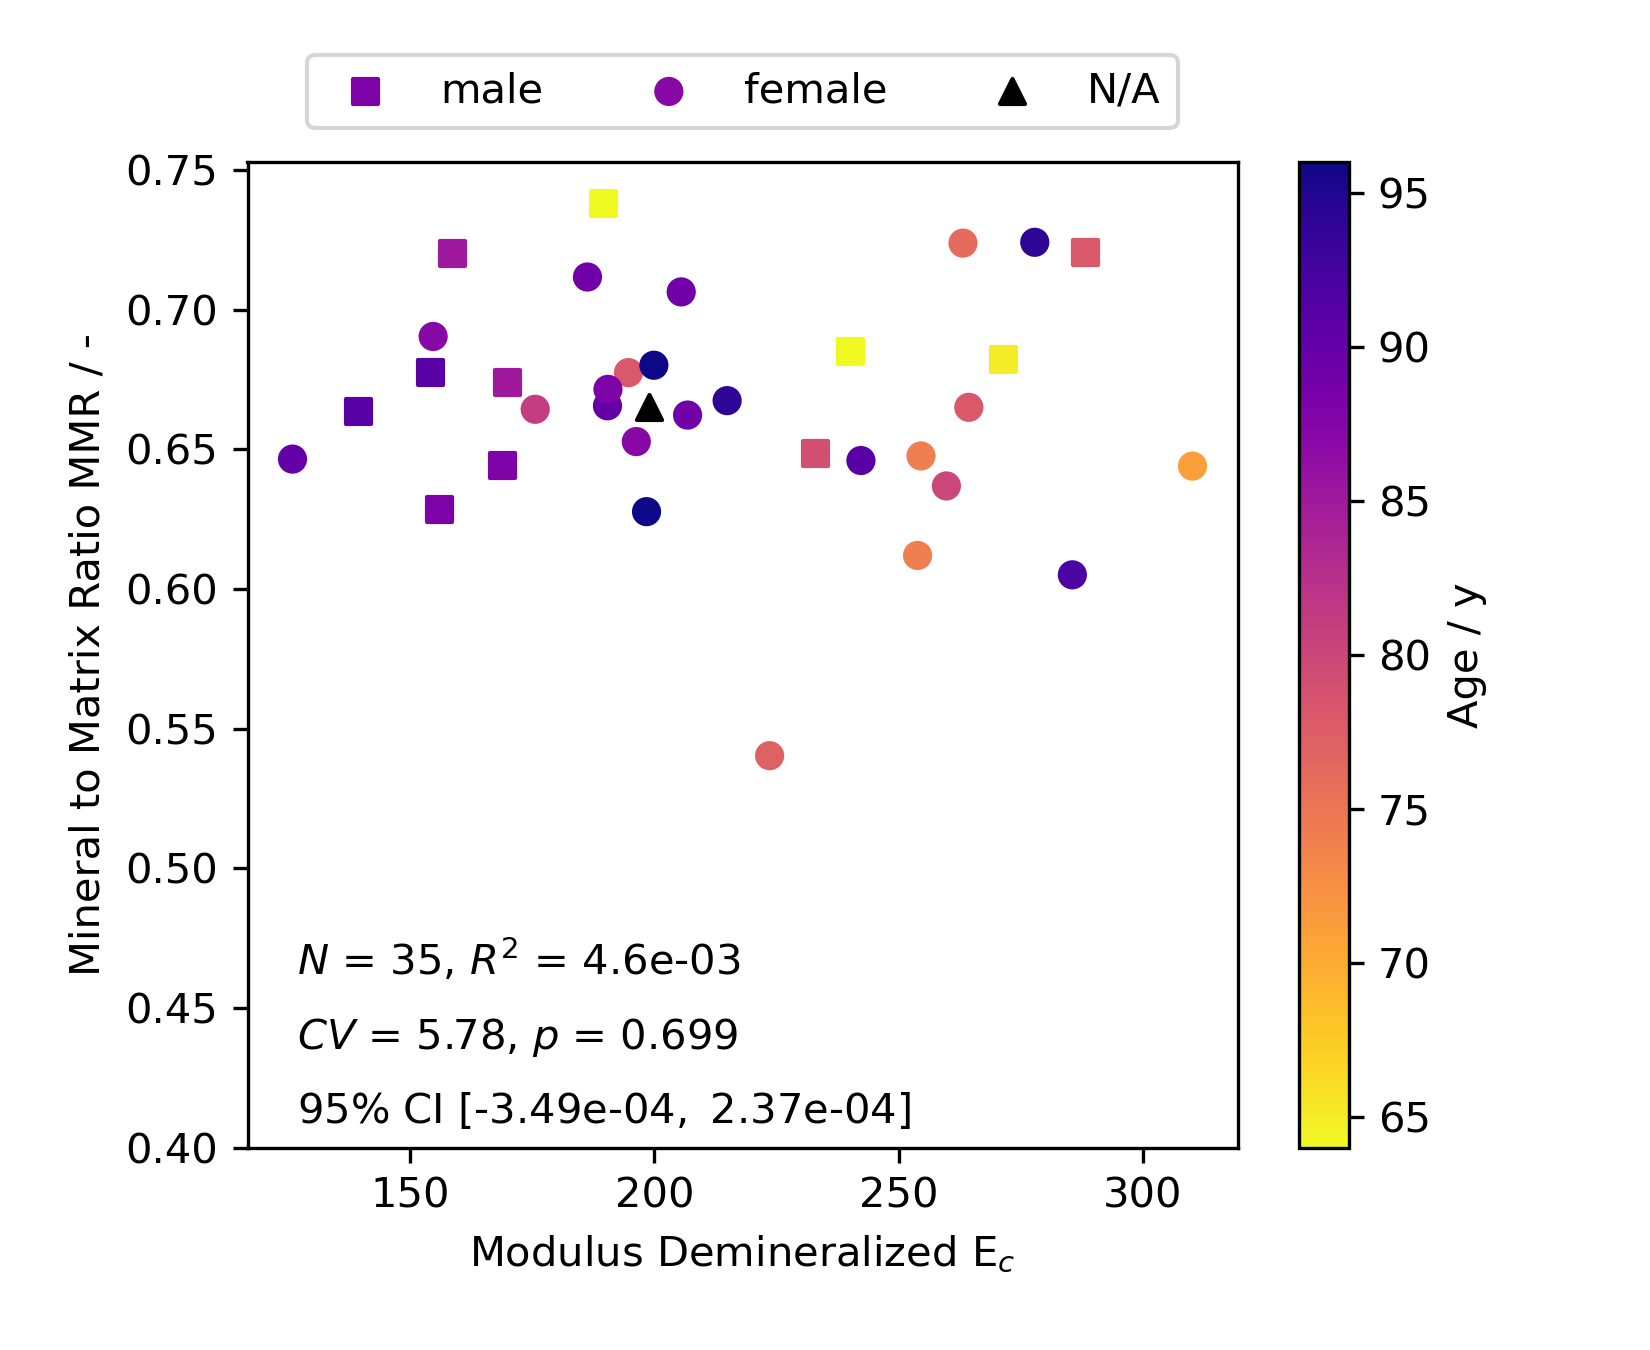 male female N/A
0.75
0.70
0.65
0.60
0.55
0.50
0.45
0.40
Mineral to Matrix Ratio MMR / -
N = 35, R² = 4.6e-03
CV = 5.78, p = 0.699
95% CI [-3.49e-04, 2.37e-04]
150 200 250 300
Modulus Demineralized E_c
95
90
85
80
75
70
65
Age / y